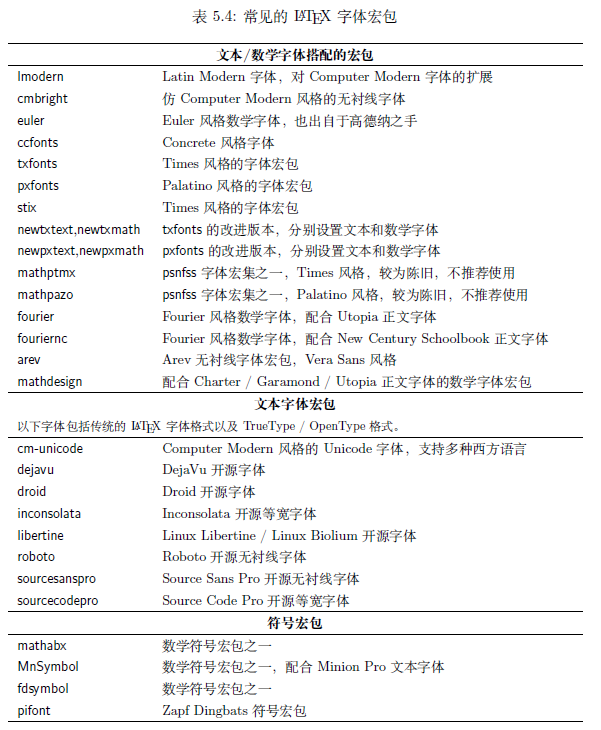 表 5.4: 常见的 LATEX 字体宏包
文本/数学字体搭配的宏包
lmodern Latin Modern 字体，对 Computer Modern 字体的扩展
cmbright 仿 Computer Modern 风格的无衬线字体
euler Euler 风格数学字体，也出自于高德纳之手
ccfonts Concrete 风格字体
txfonts Times 风格的字体宏包
pxfonts Palatino 风格的字体宏包
stix Times 风格的字体宏包
newtxtext,newtxmath txfonts 的改进版本，分别设置文本和数学字体
newpxtext,newpxmath pxfonts 的改进版本，分别设置文本和数学字体
mathptmx psnfss 字体宏集之一，Times 风格，较为陈旧，不推荐使用
mathpazo psnfss 字体宏集之一，Palatino 风格，较为陈旧，不推荐使用
fourier Fourier 风格数学字体，配合 Utopia 正文字体
fouriernc Fourier 风格数学字体，配合 New Century Schoolbook 正文字体
arev Arev 无衬线字体宏包，Vera Sans 风格
mathdesign 配合 Charter / Garamond / Utopia 正文字体的数学字体宏包
文本字体宏包
以下字体包括传统的 LATEX 字体格式以及 TrueType / OpenType 格式。
cm-unicode Computer Modern 风格的 Unicode 字体，支持多种西方语言
dejavu DejaVu 开源字体
droid Droid 开源字体
inconsolata Inconsolata 开源等宽字体
libertine Linux Libertine / Linux Biolium 开源字体
roboto Roboto 开源无衬线字体
sourcesanspro Source Sans Pro 开源无衬线字体
sourcecodepro Source Code Pro 开源等宽字体
符号宏包
mathabx 数学符号宏包之一
MnSymbol 数学符号宏包之一，配合 Minion Pro 文本字体
fdsymbol 数学符号宏包之一
pifont Zapf Dingbats 符号宏包